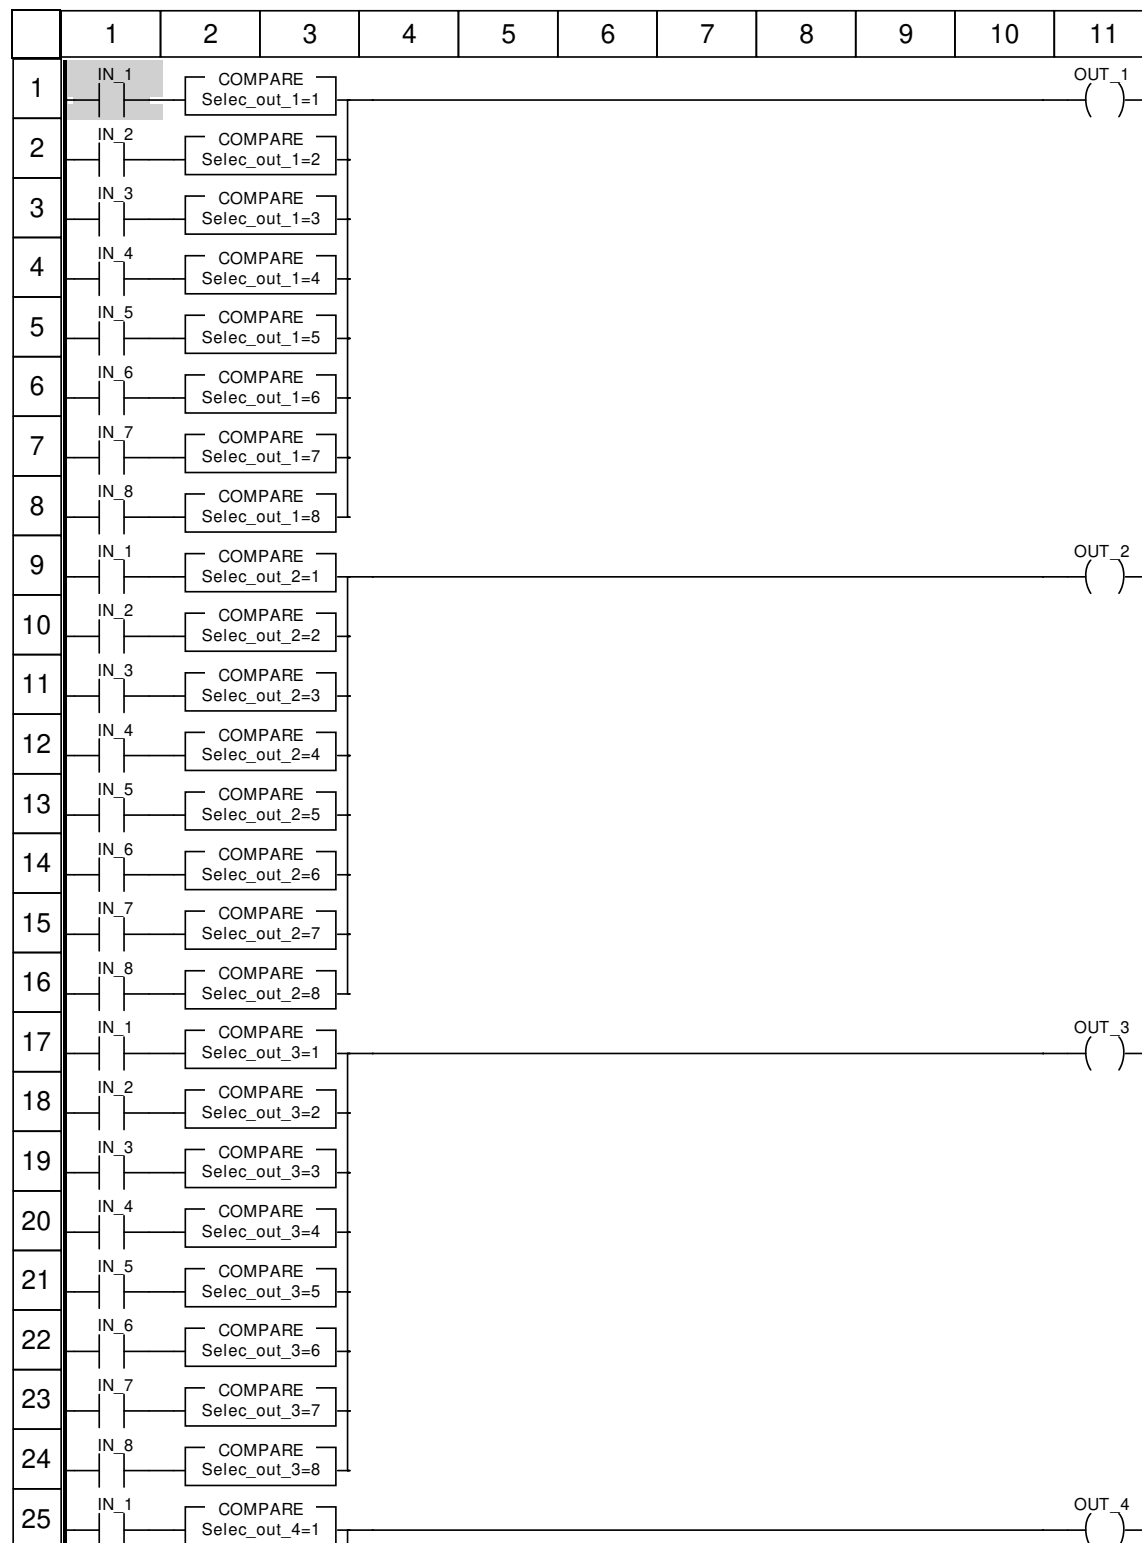 1 2 3 4 5 6 7 8 9 10 11
IN_1 COMPARE OUT_1
1 Selec_out_1=1
IN_2 COMPARE
2 Selec_out_1=2
IN_3 COMPARE
3 Selec_out_1=3
IN_4 COMPARE
4 Selec_out_1=4
IN_5 COMPARE
5 Selec_out_1=5
IN_6 COMPARE
6 Selec_out_1=6
IN_7 COMPARE
7 Selec_out_1=7
IN_8 COMPARE
8 Selec_out_1=8
IN_1 COMPARE OUT_2
9 Selec_out_2=1
IN_2 COMPARE
10 Selec_out_2=2
IN_3 COMPARE
11 Selec_out_2=3
IN_4 COMPARE
12 Selec_out_2=4
IN_5 COMPARE
13 Selec_out_2=5
IN_6 COMPARE
14 Selec_out_2=6
IN_7 COMPARE
15 Selec_out_2=7
IN_8 COMPARE
16 Selec_out_2=8
IN_1 COMPARE OUT_3
17 Selec_out_3=1
IN_2 COMPARE
18 Selec_out_3=2
IN_3 COMPARE
19 Selec_out_3=3
IN_4 COMPARE
20 Selec_out_3=4
IN_5 COMPARE
21 Selec_out_3=5
IN_6 COMPARE
22 Selec_out_3=6
IN_7 COMPARE
23 Selec_out_3=7
IN_8 COMPARE
24 Selec_out_3=8
IN_1 COMPARE OUT_4
25 Selec_out_4=1